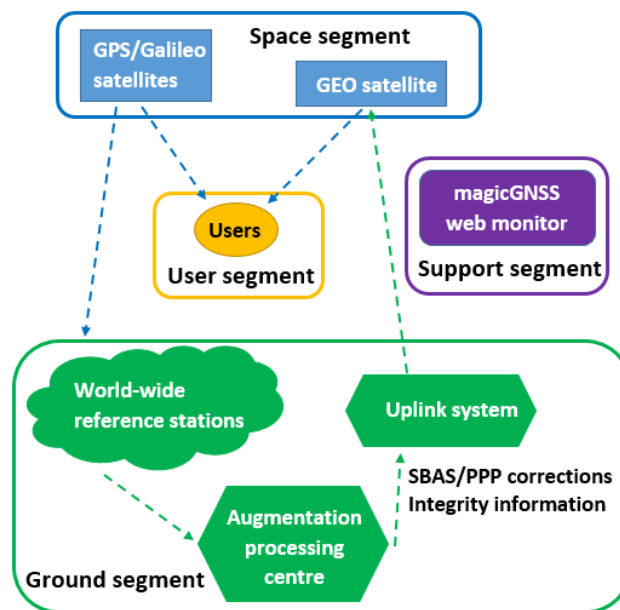 Space segment
GPS/Galileo
satellites
GEO satellite
Users
User segment
magicGNSS
web monitor
Support segment
World-wide
reference stations
Uplink system
SBAS/PPP corrections
Integrity information
Augmentation
processing
centre
Ground segment